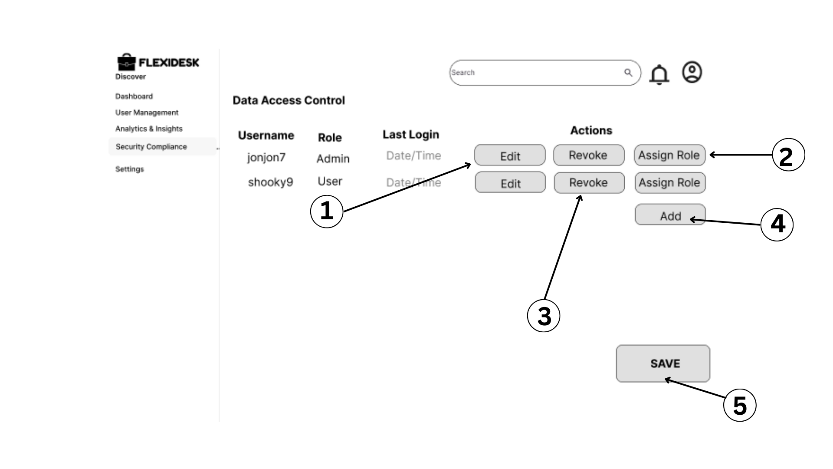 FLEXIDESK
Discover
Dashboard
User Management
Analytics & Insights
Security Compliance ..
Settings
Search
Data Access Control
Username Role Last Login Actions
jonjon7 Admin Date/Time Edit Revoke Assign Role 2
shooky9 User Date/Time Edit Revoke Assign Role
1 Add 4
3
SAVE
5